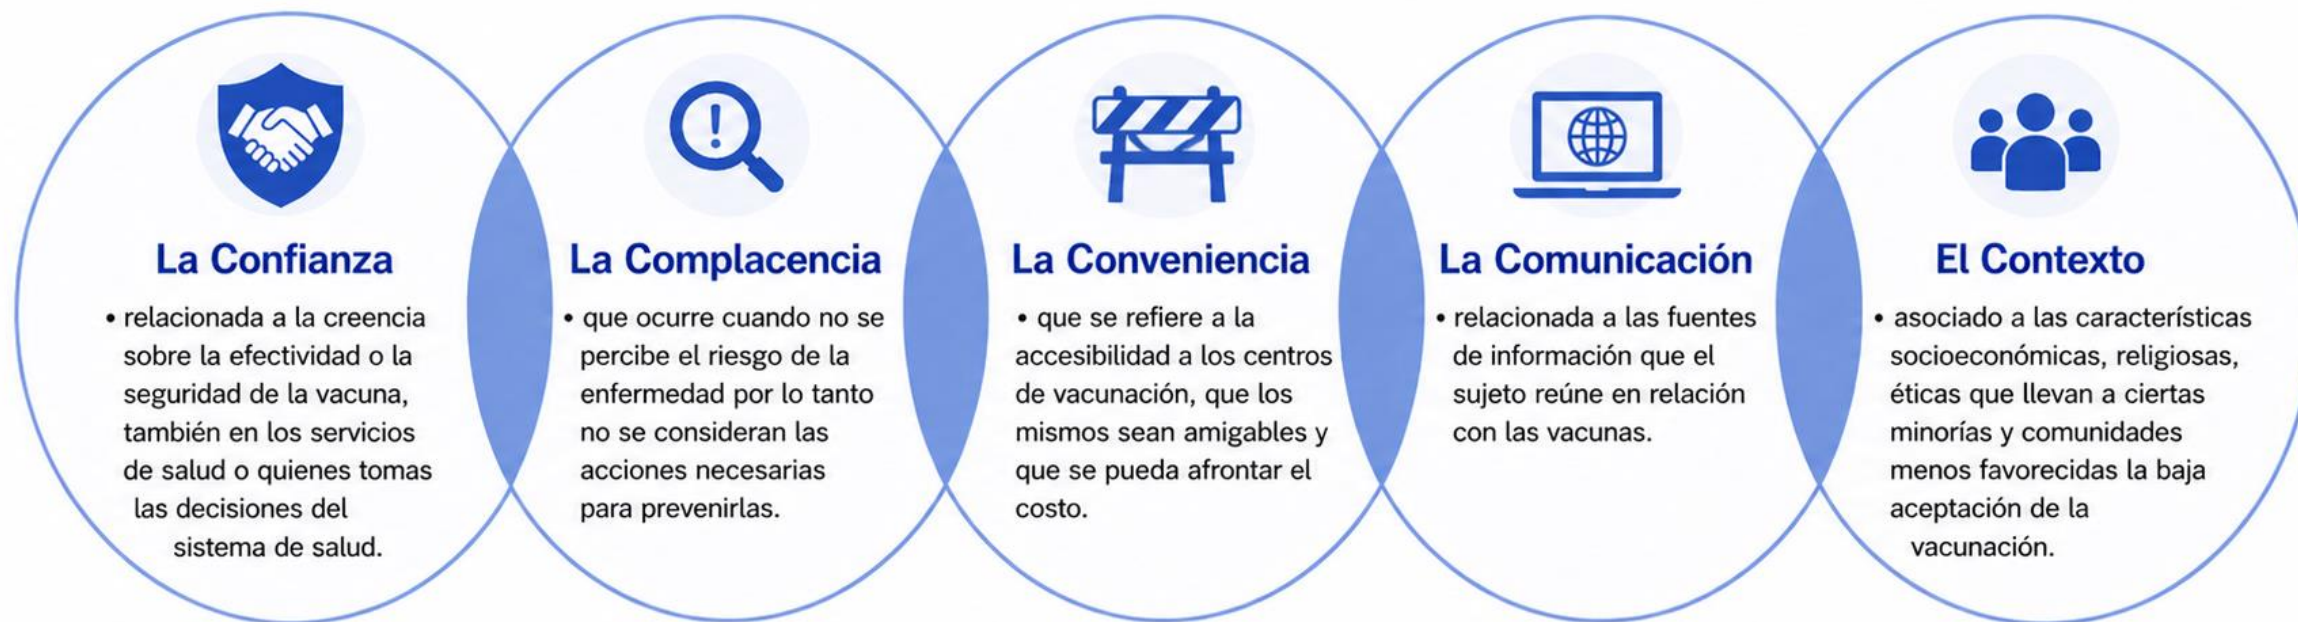 La Confianza
• relacionada a la creencia
sobre la efectividad o la
seguridad de la vacuna,
también en los servicios
de salud o quienes tomas
las decisiones del
sistema de salud.
La Complacencia
• que ocurre cuando no se
percibe el riesgo de la
enfermedad por lo tanto
no se consideran las
acciones necesarias
para prevenirlas.
La Conveniencia
• que se refiere a la
accesibilidad a los centros
de vacunación, que los
mismos sean amigables y
que se pueda afrontar el
costo.
La Comunicación
• relacionada a las fuentes
de información que el
sujeto reúne en relación
con las vacunas.
El Contexto
• asociado a las características
socioeconómicas, religiosas,
éticas que llevan a ciertas
minorías y comunidades
menos favorecidas la baja
aceptación de la
vacunación.